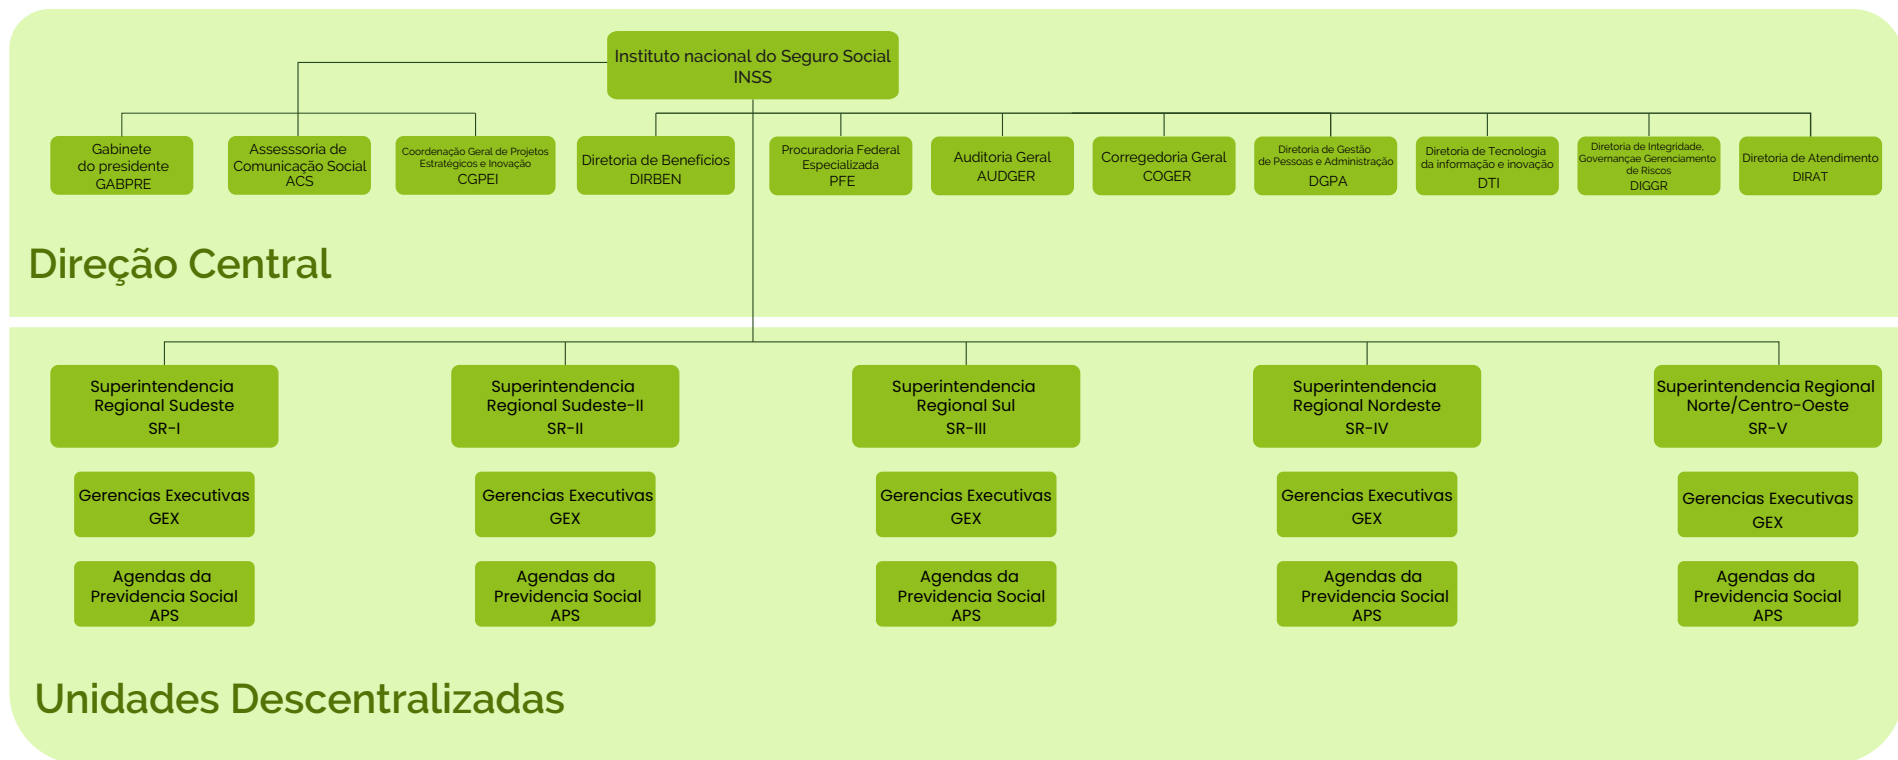 Instituto nacional do Seguro Social
INSS
Gabinete
do presidente
GABPRE
Assesssoria de
Comunicação Social
ACS
Coordenação Geral de Projetos
Estratégicos e Inovação
CGPEI
Diretoria de Benefícios
DIRBEN
Procuradoria Federal
Especializada
PFE
Auditoria Geral
AUDGER
Corregedoria Geral
COGER
Diretoria de Gestão
de Pessoas e Administração
DGPA
Diretoria de Tecnologia
da informação e inovação
DTI
Diretoria de Integridade,
Governançae Gerenciamento
de Riscos
DIGGR
Diretoria de Atendimento
DIRAT
Direção Central
Superintendencia
Regional Sudeste
SR-I
Superintendencia
Regional Sudeste-II
SR-II
Superintendencia
Regional Sul
SR-III
Superintendencia
Regional Nordeste
SR-IV
Superintendencia Regional
Norte/Centro-Oeste
SR-V
Gerencias Executivas
GEX
Gerencias Executivas
GEX
Gerencias Executivas
GEX
Gerencias Executivas
GEX
Gerencias Executivas
GEX
Agendas da
Previdencia Social
APS
Agendas da
Previdencia Social
APS
Agendas da
Previdencia Social
APS
Agendas da
Previdencia Social
APS
Agendas da
Previdencia Social
APS
Unidades Descentralizadas